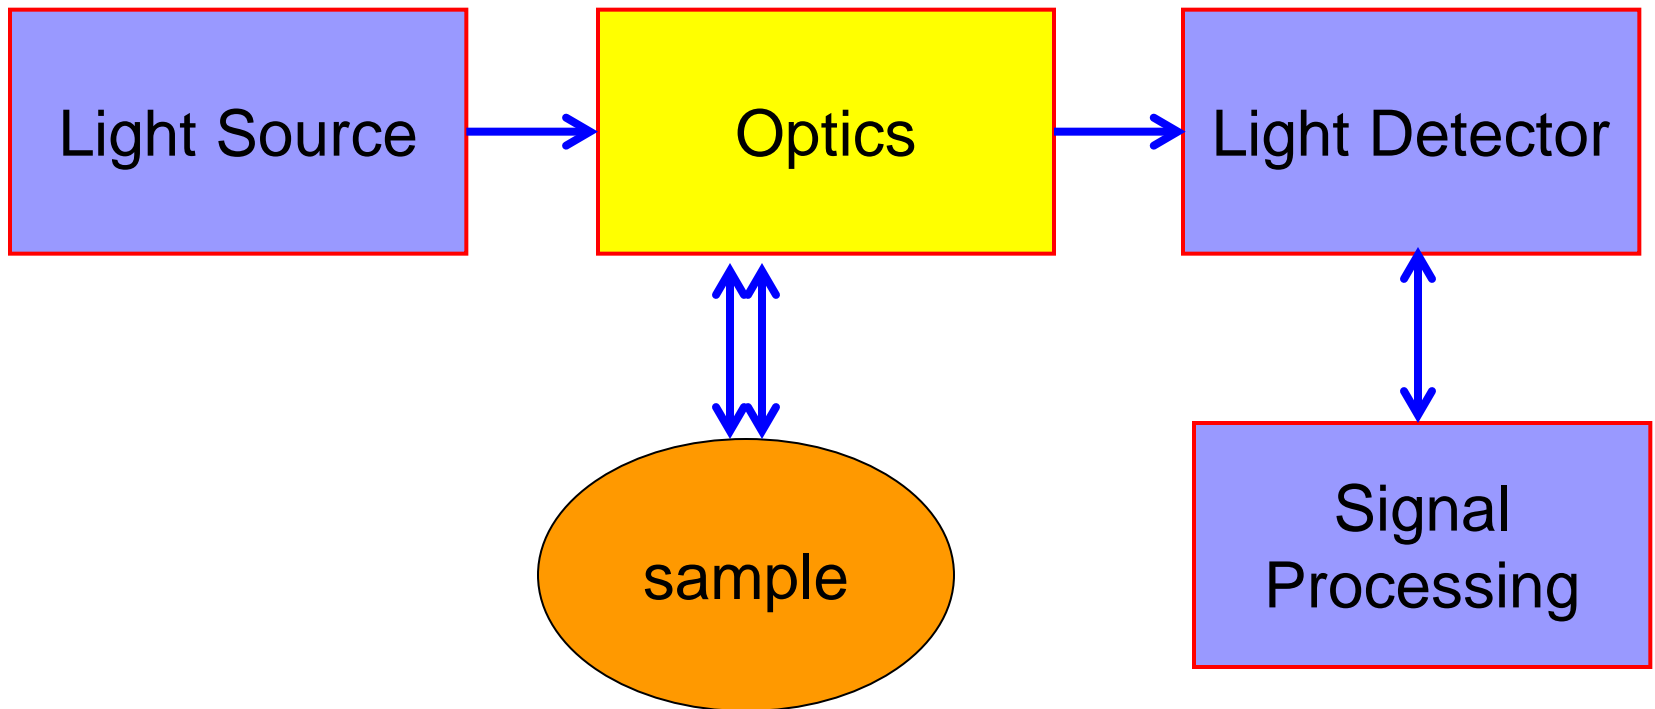 Light Source
Optics
Light Detector
sample
Signal
Processing